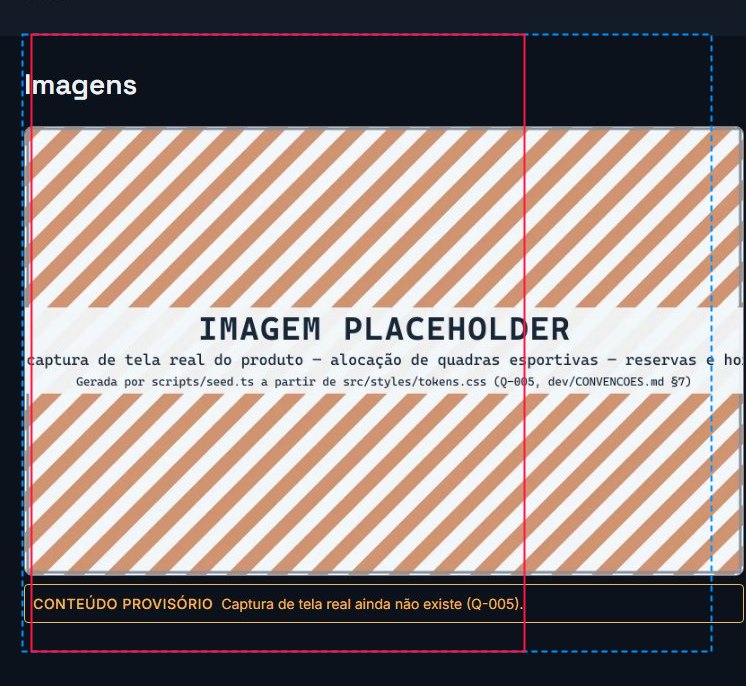 Imagens
IMAGEM PLACEHOLDER
captura de tela real do produto — alocação de quadras esportivas — reservas e
Gerada por scripts/seed.ts a partir de src/styles/tokens.css (Q-005, dev/CONVENCOES.md §7)
CONTEÚDO PROVISÓRIO Captura de tela real ainda não existe (Q-005).